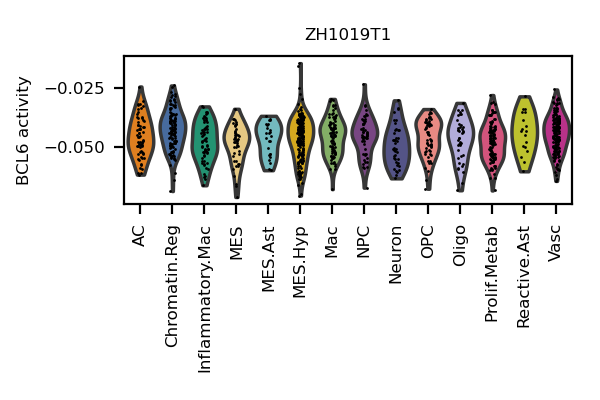 ZH1019T1
BCL6 activity
−0.025
−0.050
AC
Chromatin.Reg
Inflammatory.Mac
MES
MES.Ast
MES.Hyp
Mac
NPC
Neuron
OPC
Oligo
Prolif.Metab
Reactive.Ast
Vasc